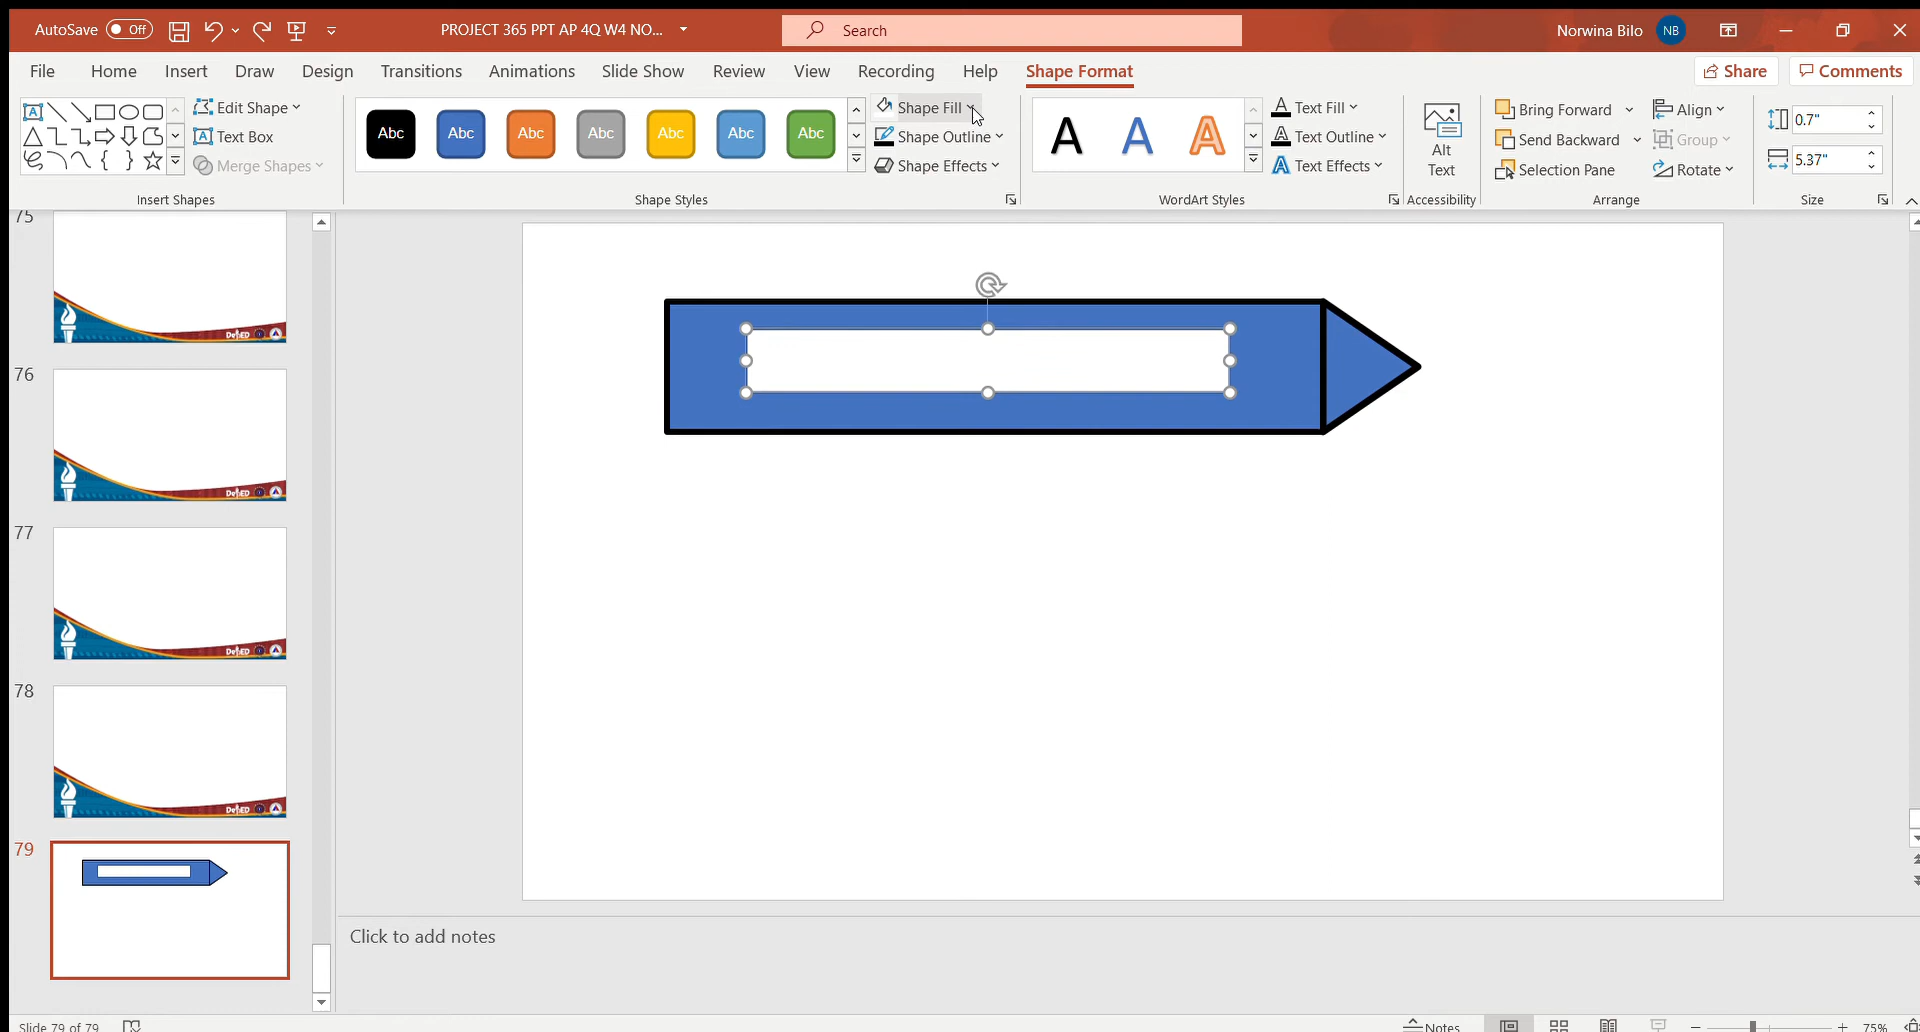 AutoSave Off PROJECT 365 PPT AP 4Q W4 NO... Search Norwina Bilo NB
File Home Insert Draw Design Transitions Animations Slide Show Review View Recording Help Shape Format Share Comments
Edit Shape
Text Box
Merge Shapes
Insert Shapes
Abc Abc Abc Abc Abc Abc Abc
Shape Fill
Shape Outline
Shape Effects
Shape Styles
A A A
Text Fill
Text Outline
Text Effects
WordArt Styles
Alt
Text
Accessibility
Bring Forward
Send Backward
Selection Pane
Align
Group
Rotate
Arrange
0.7"
5.37"
Size
75
DepED
76
DepED
77
DepED
78
DepED
79
Click to add notes
Slide 79 of 79
Notes
75%